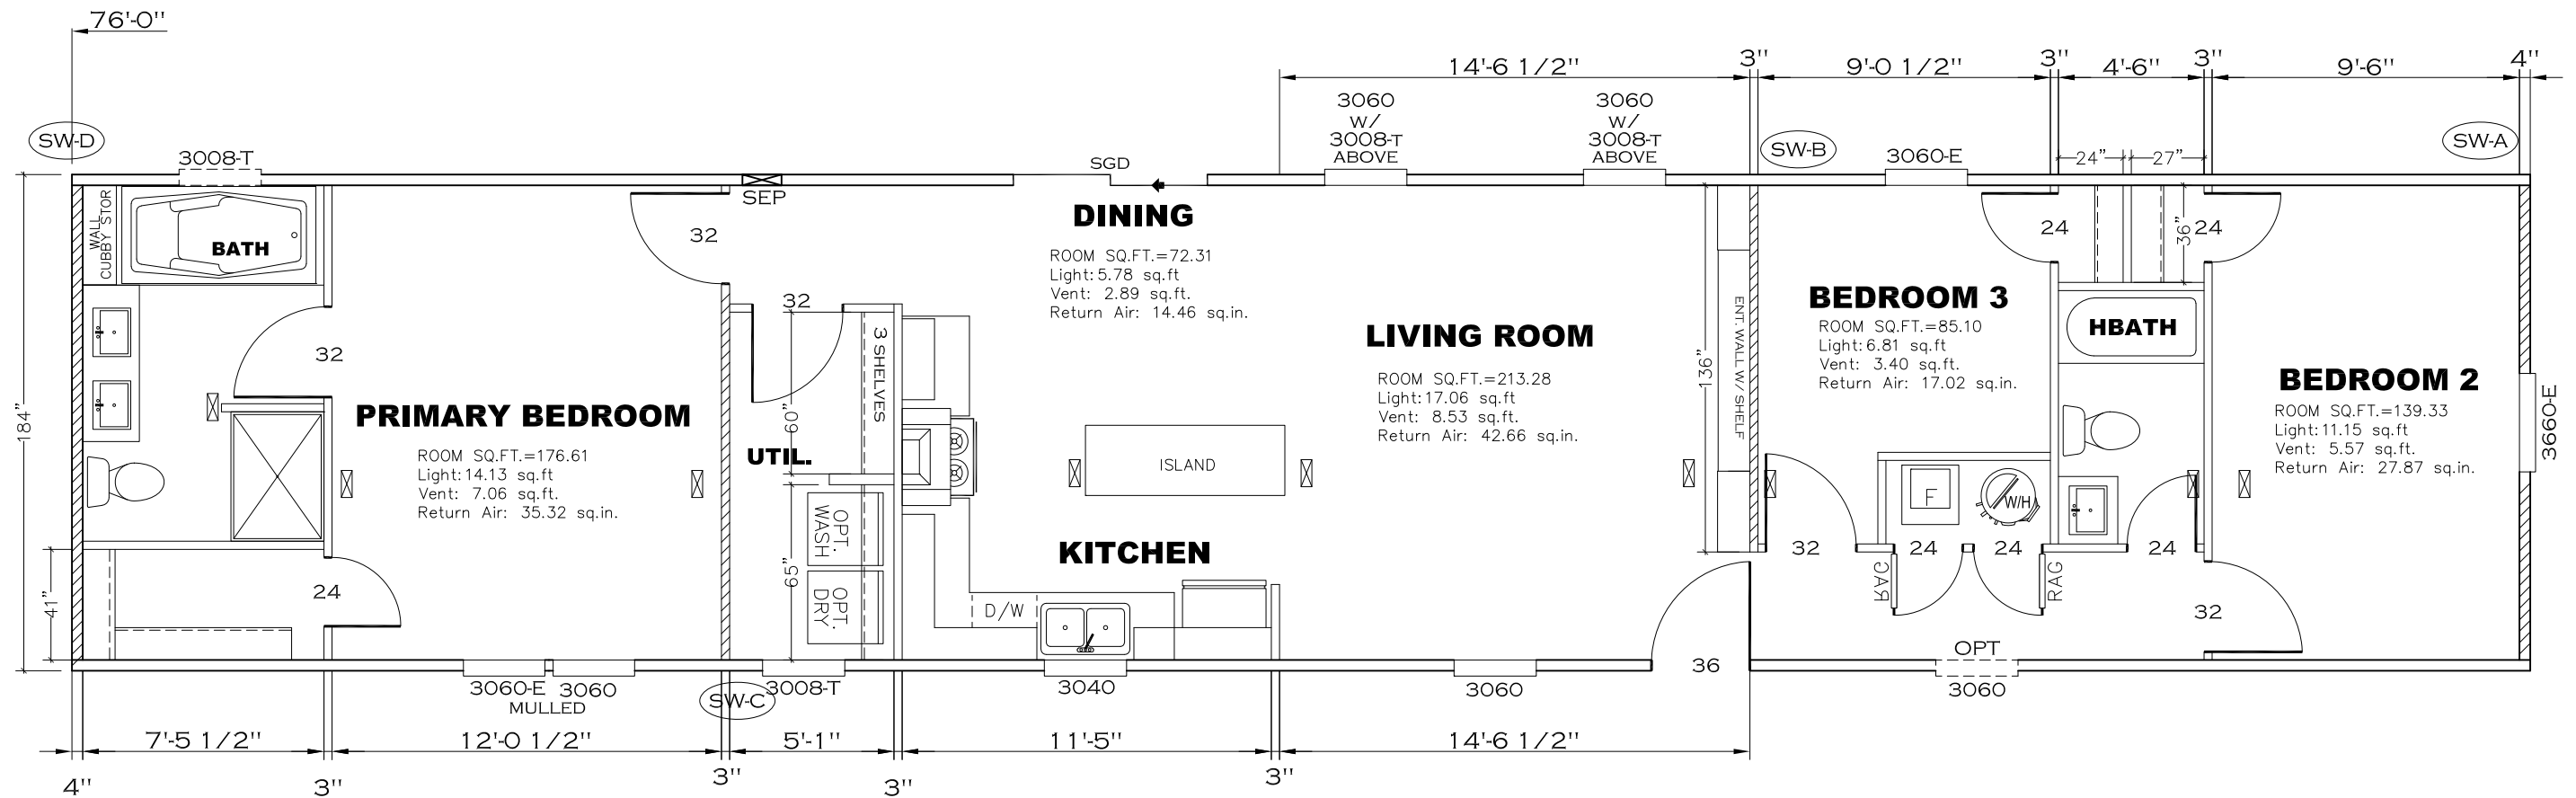 76'-0"
14'-6 1/2"
3"
9'-0 1/2"
3"
4'-6"
3"
9'-6"
4"
SW-D
3008-T
SEP
SGD
3060
W/
3008-T
ABOVE
3060
W/
3008-T
ABOVE
SW-B
3060-E
24"
27"
SW-A
WALL
CUBBY STOR
BATH
32
32
PRIMARY BEDROOM
ROOM SQ.FT.=176.61
Light:14.13 sq.ft
Vent: 7.06 sq.ft.
Return Air: 35.32 sq.in.
184"
41"
24
32
3 SHELVES
60"
UTIL.
65"
OPT.
WASH
OPT.
DRY
DINING
ROOM SQ.FT.=72.31
Light:5.78 sq.ft
Vent: 2.89 sq.ft.
Return Air: 14.46 sq.in.
ISLAND
KITCHEN
D/W
LIVING ROOM
ROOM SQ.FT.=213.28
Light:17.06 sq.ft
Vent: 8.53 sq.ft.
Return Air: 42.66 sq.in.
136"
ENT. WALL W/ SHELF
BEDROOM 3
ROOM SQ.FT.=85.10
Light:6.81 sq.ft
Vent: 3.40 sq.ft.
Return Air: 17.02 sq.in.
24
36"
24
HBATH
BEDROOM 2
ROOM SQ.FT.=139.33
Light:11.15 sq.ft
Vent: 5.57 sq.ft.
Return Air: 27.87 sq.in.
3660-E
F
W/H
32
24
24
24
RAG
RAG
32
36
OPT
3060
3060-E
3060
MULLED
SW-C
3008-T
3040
3060
7'-5 1/2"
12'-0 1/2"
5'-1"
11'-5"
14'-6 1/2"
4"
3"
3"
3"
3"